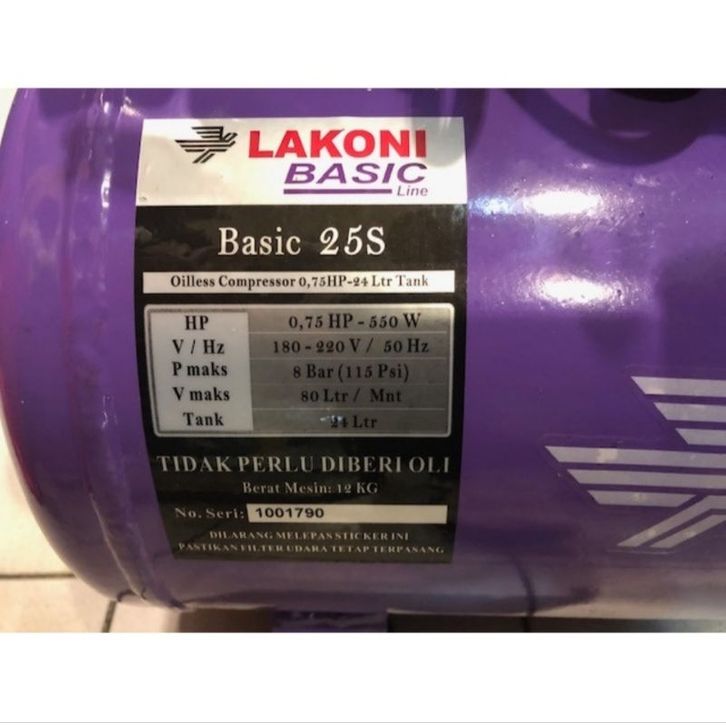 LAKONI
BASIC
Line
Basic 25S
Oilless Compressor 0,75HP-24 Ltr Tank
HP 0,75 HP - 550 W
V / Hz 180 - 220 V / 50 Hz
P maks 8 Bar (115 Psi)
V maks 80 Ltr / Mnt
Tank 24 Ltr
TIDAK PERLU DIBERI OLI
Berat Mesin: 12 KG
No. Seri: 1001790
DILARANG MELEPAS STICKER INI
PASTIKAN FILTER UDARA TETAP TERPASANG